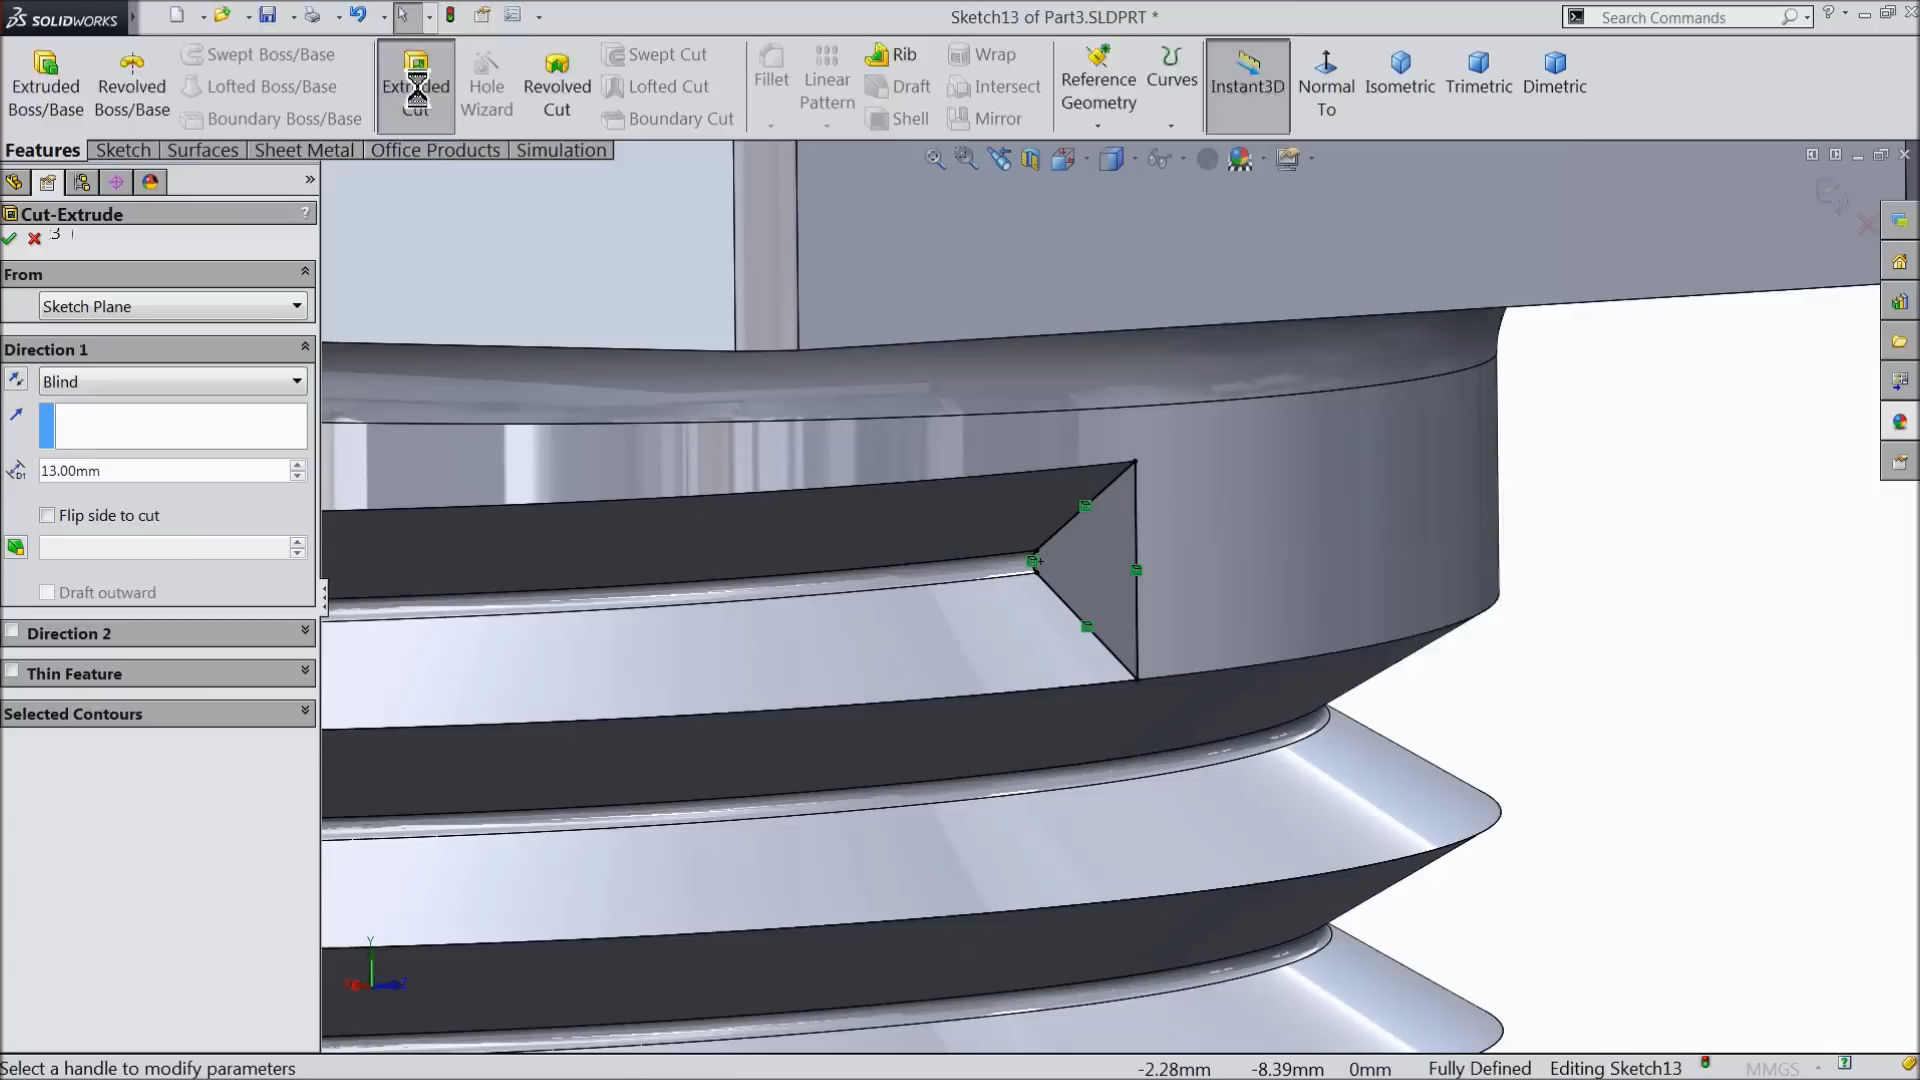 SOLIDWORKS
Sketch13 of Part3.SLDPRT *
Search Commands
Extruded Boss/Base
Revolved Boss/Base
Swept Boss/Base
Lofted Boss/Base
Boundary Boss/Base
Extruded Cut
Hole Wizard
Revolved Cut
Swept Cut
Lofted Cut
Boundary Cut
Fillet
Linear Pattern
Rib
Draft
Shell
Wrap
Intersect
Mirror
Reference Geometry
Curves
Instant3D
Normal To
Isometric
Trimetric
Dimetric
Features Sketch Surfaces Sheet Metal Office Products Simulation
Cut-Extrude
?
From
Sketch Plane
Direction 1
Blind
D1
13.00mm
Flip side to cut
Draft outward
Direction 2
Thin Feature
Selected Contours
Y
X
Z
Select a handle to modify parameters
-2.28mm -8.39mm 0mm Fully Defined Editing Sketch13 MMGS